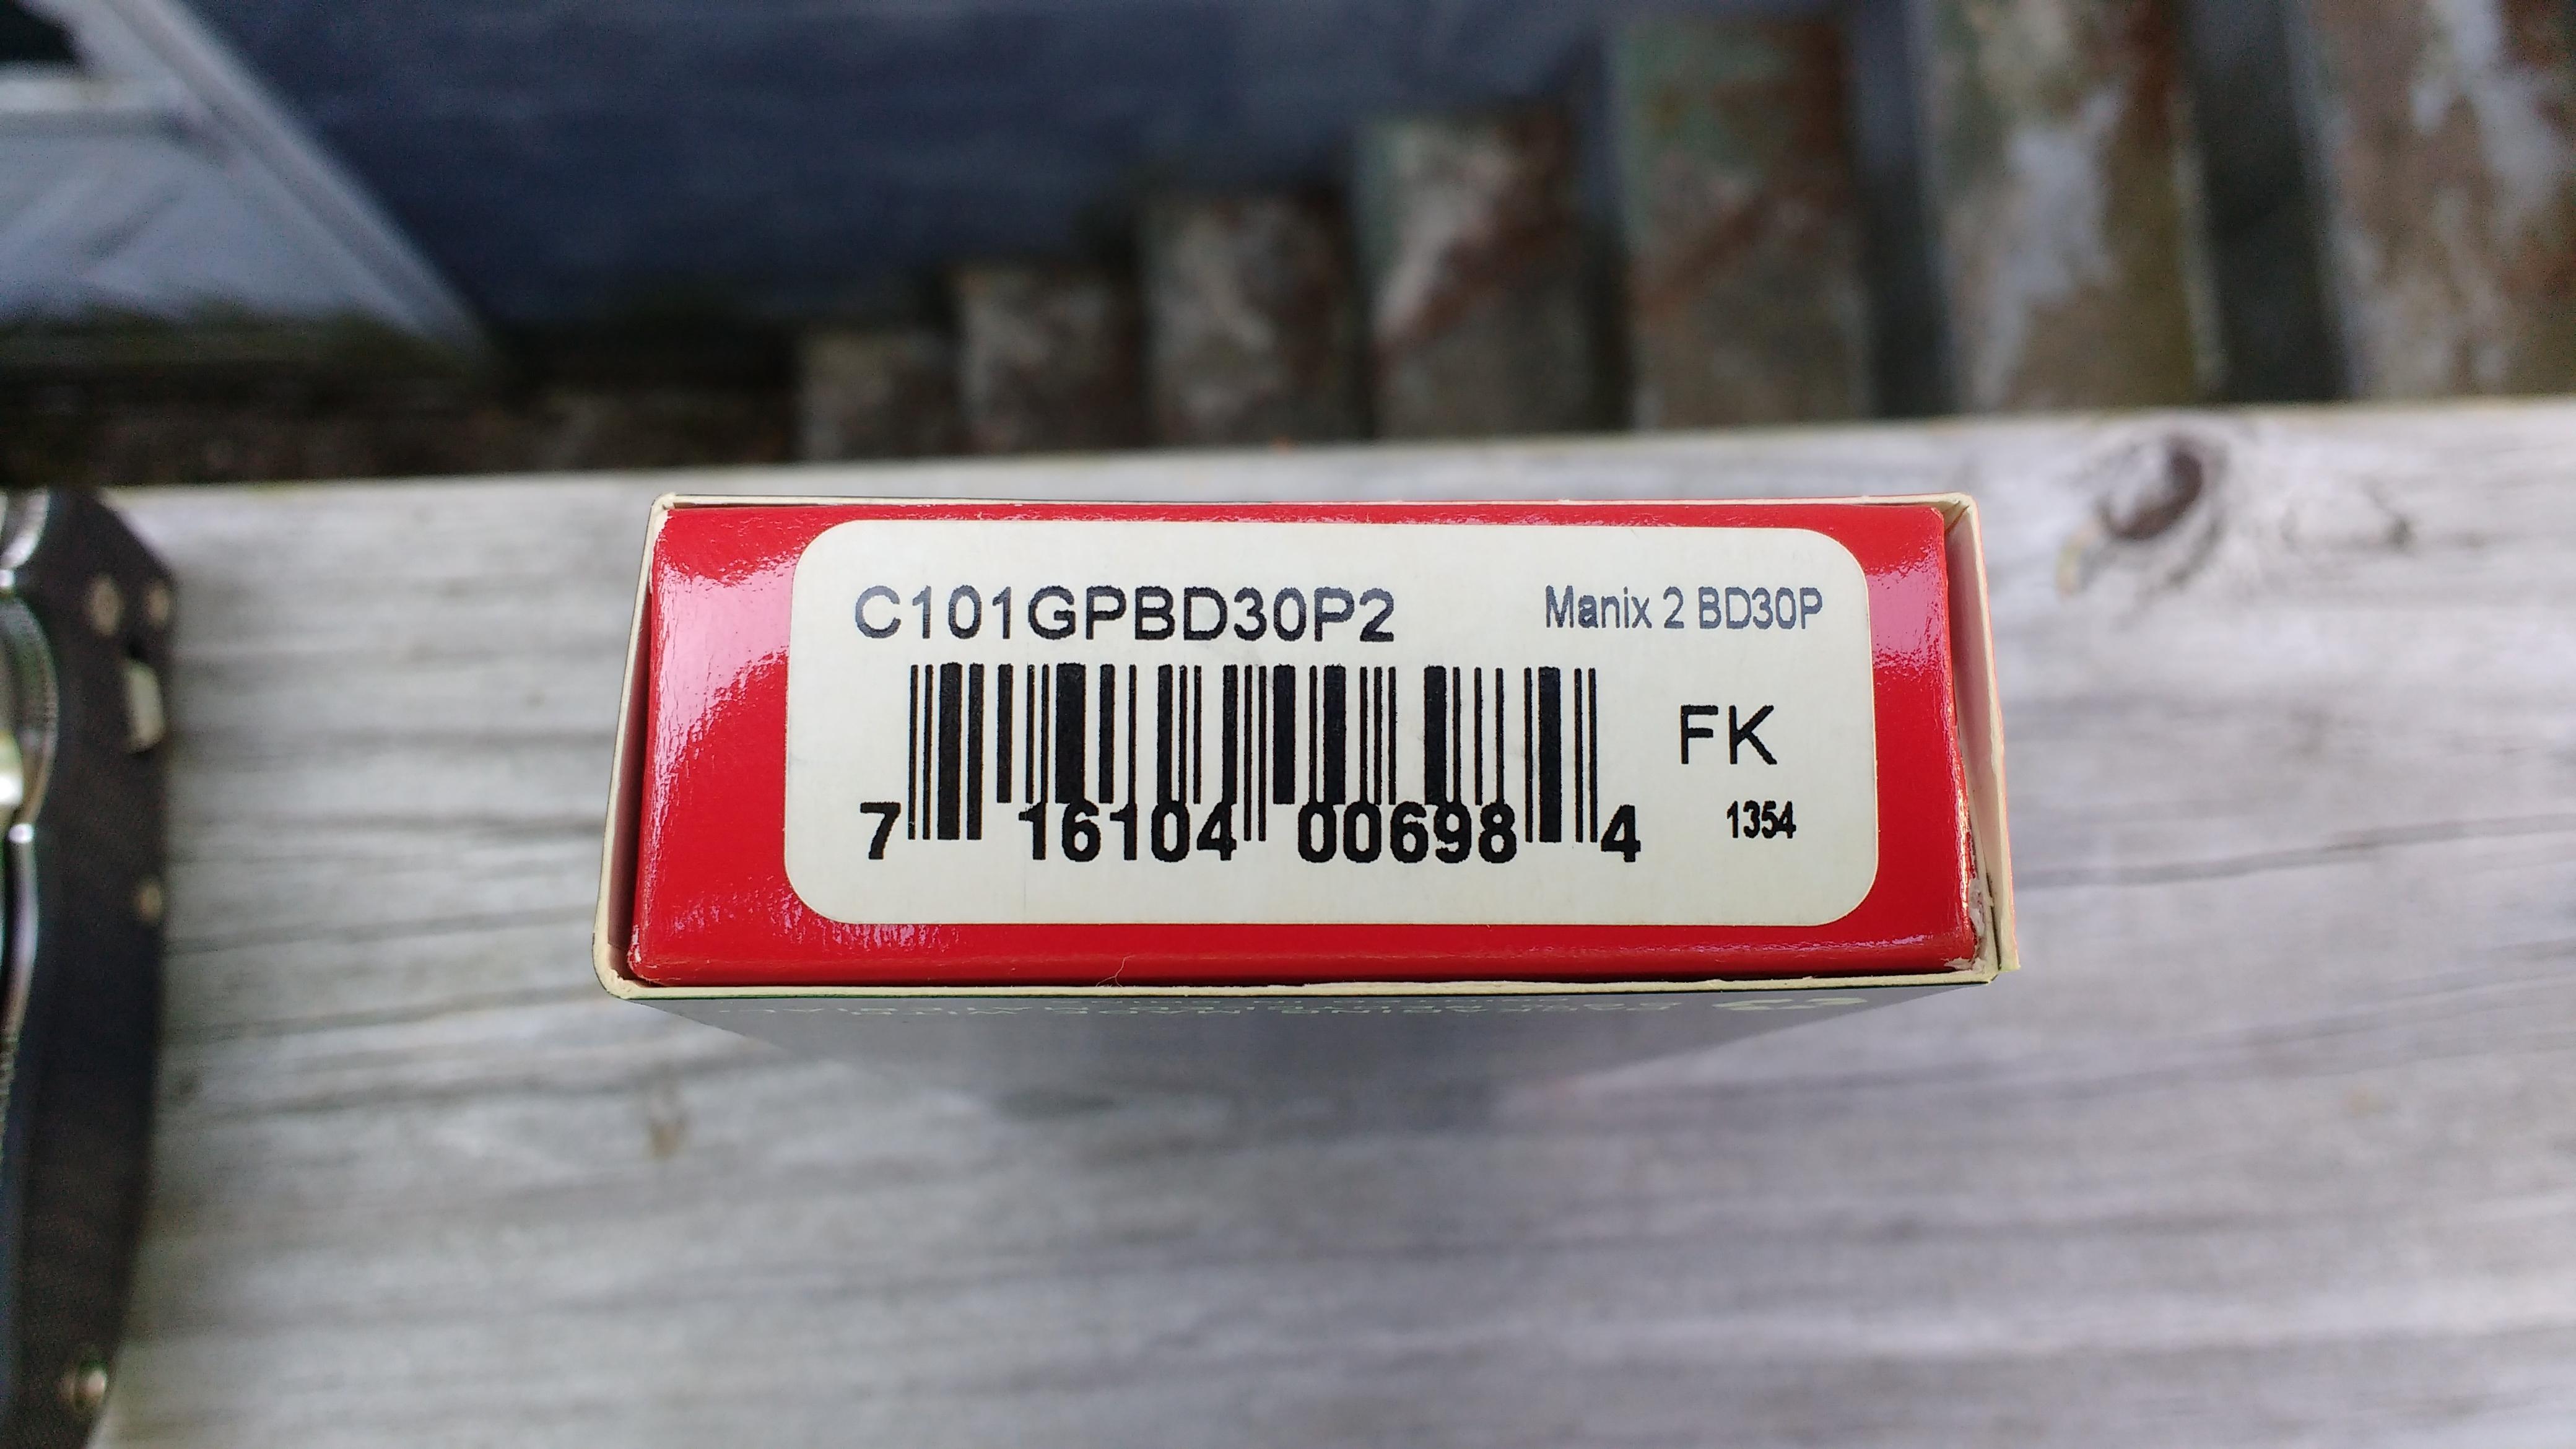 C101GPBD30P2 Manix 2 BD30P
FK
7 16104 00698 4 1354